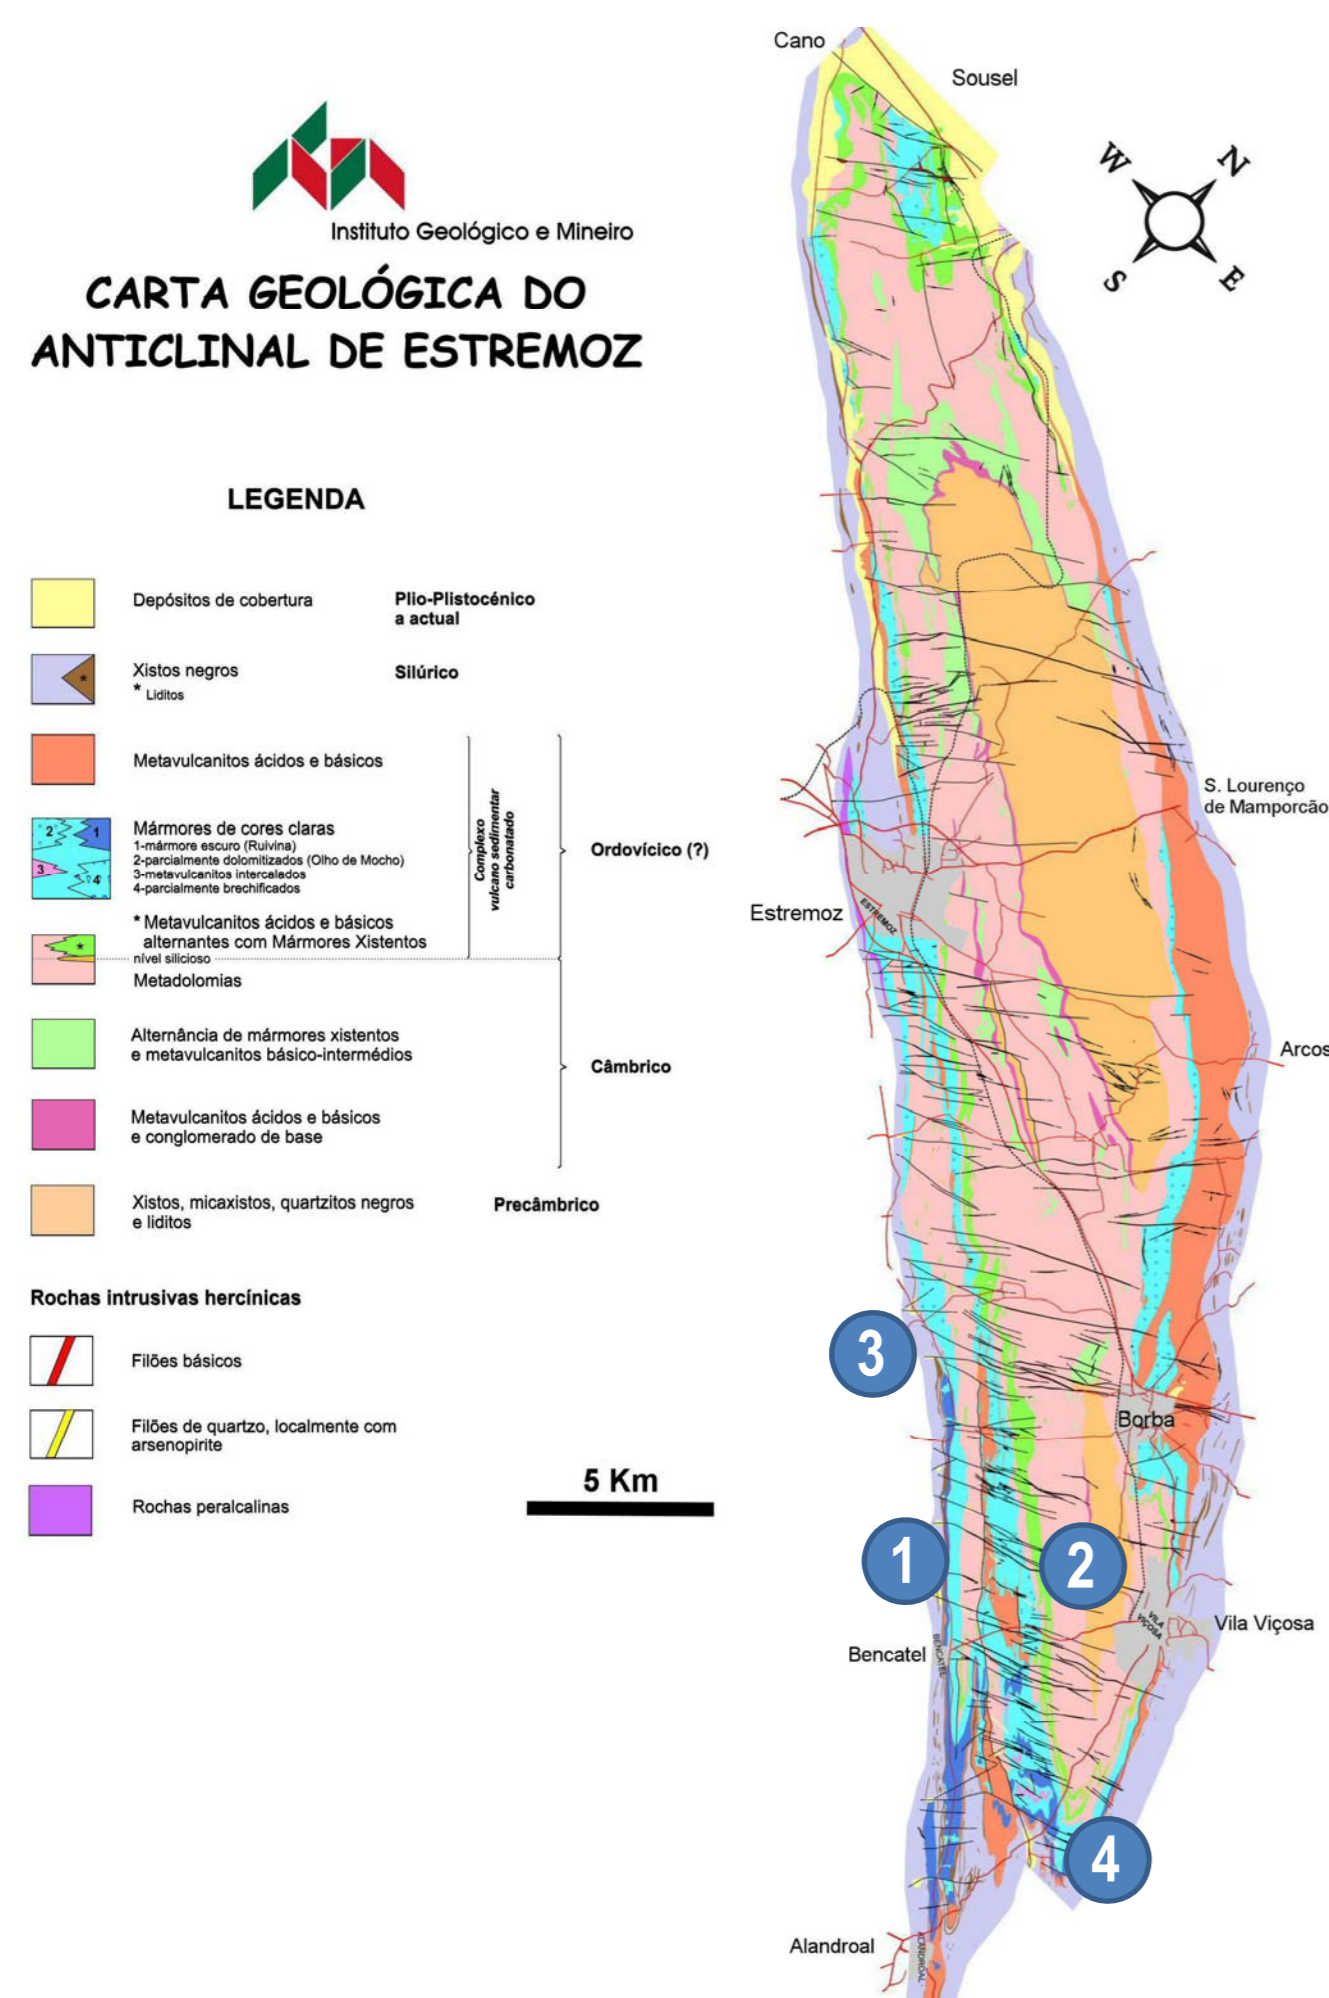 Instituto Geológico e Mineiro
CARTA GEOLÓGICA DO
ANTICLINAL DE ESTREMOZ
LEGENDA
Depósitos de cobertura
Plio-Plistocénico
a actual
*
Xistos negros
* Liditos
Silúrico
Metavulcanitos ácidos e básicos
2
1
3
4
Mármores de cores claras
1-mármore escuro (Ruivina)
2-parcialmente dolomitizados (Olho de Mocho)
3-metavulcanitos intercalados
4-parcialmente brechificados
*
* Metavulcanitos ácidos e básicos
alternantes com Mármores Xistentos
nível silicioso
Metadolomias
Complexo
vulcano sedimentar
carbonatado
Ordovícico (?)
Alternância de mármores xistentos
e metavulcanitos básico-intermédios
Câmbrico
Metavulcanitos ácidos e básicos
e conglomerado de base
Xistos, micaxistos, quartzitos negros
e liditos
Precâmbrico
Rochas intrusivas hercínicas
Filões básicos
Filões de quartzo, localmente com
arsenopirite
Rochas peralcalinas
5 Km
Cano
Sousel
W
N
S
E
S. Lourenço
de Mamporcão
Estremoz
ESTREMOZ
Arcos
3
Borba
1
2
VILA
VIÇOSA
Vila Viçosa
Bencatel
BENCATEL
4
Alandroal
ALANDROAL